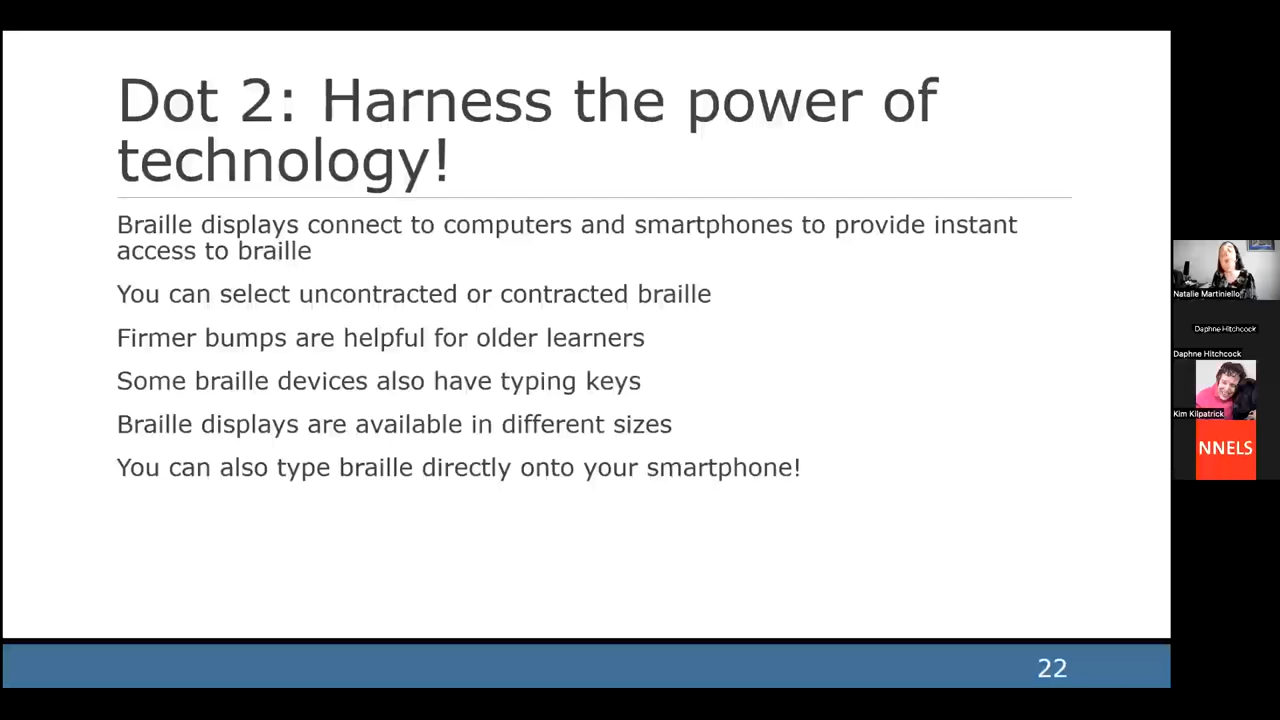 Dot 2: Harness the power of
technology!
Braille displays connect to computers and smartphones to provide instant
access to braille
You can select uncontracted or contracted braille
Firmer bumps are helpful for older learners
Some braille devices also have typing keys
Braille displays are available in different sizes
You can also type braille directly onto your smartphone!
22
Natalie Martiniello
Daphne Hitchcock
Daphne Hitchcock
Kim Kilpatrick
NNELS